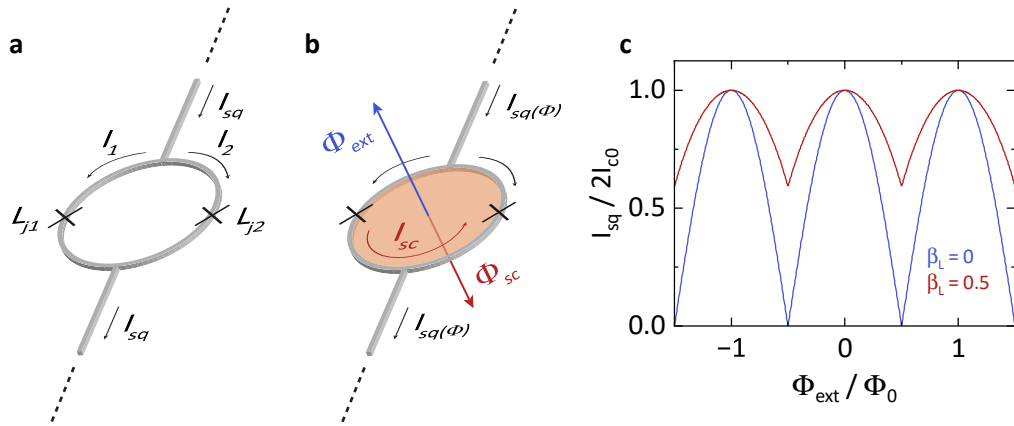 a
I_sq
I_1
I_2
L_j1
L_j2
I_sq
b
I_sq(Φ)
Φ_ext
I_sc
Φ_sc
I_sq(Φ)
c
I_sq / 2I_c0
1.0
0.5
0.0
β_L = 0
β_L = 0.5
−1 0 1
Φ_ext / Φ_0